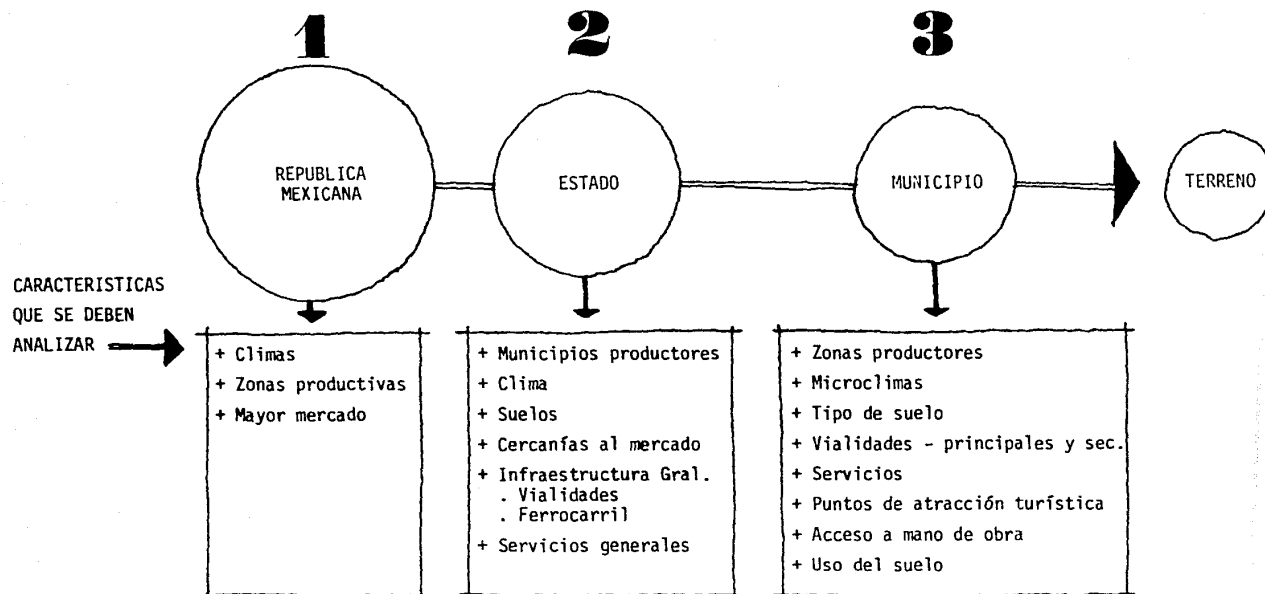 1
2
3
REPUBLICA
MEXICANA
ESTADO
MUNICIPIO
TERRENO
CARACTERISTICAS
QUE SE DEBEN
ANALIZAR
+ Climas
+ Zonas productivas
+ Mayor mercado
+ Municipios productores
+ Clima
+ Suelos
+ Cercanías al mercado
+ Infraestructura Gral.
. Vialidades
. Ferrocarril
+ Servicios generales
+ Zonas productores
+ Microclimas
+ Tipo de suelo
+ Vialidades - principales y sec.
+ Servicios
+ Puntos de atracción turística
+ Acceso a mano de obra
+ Uso del suelo